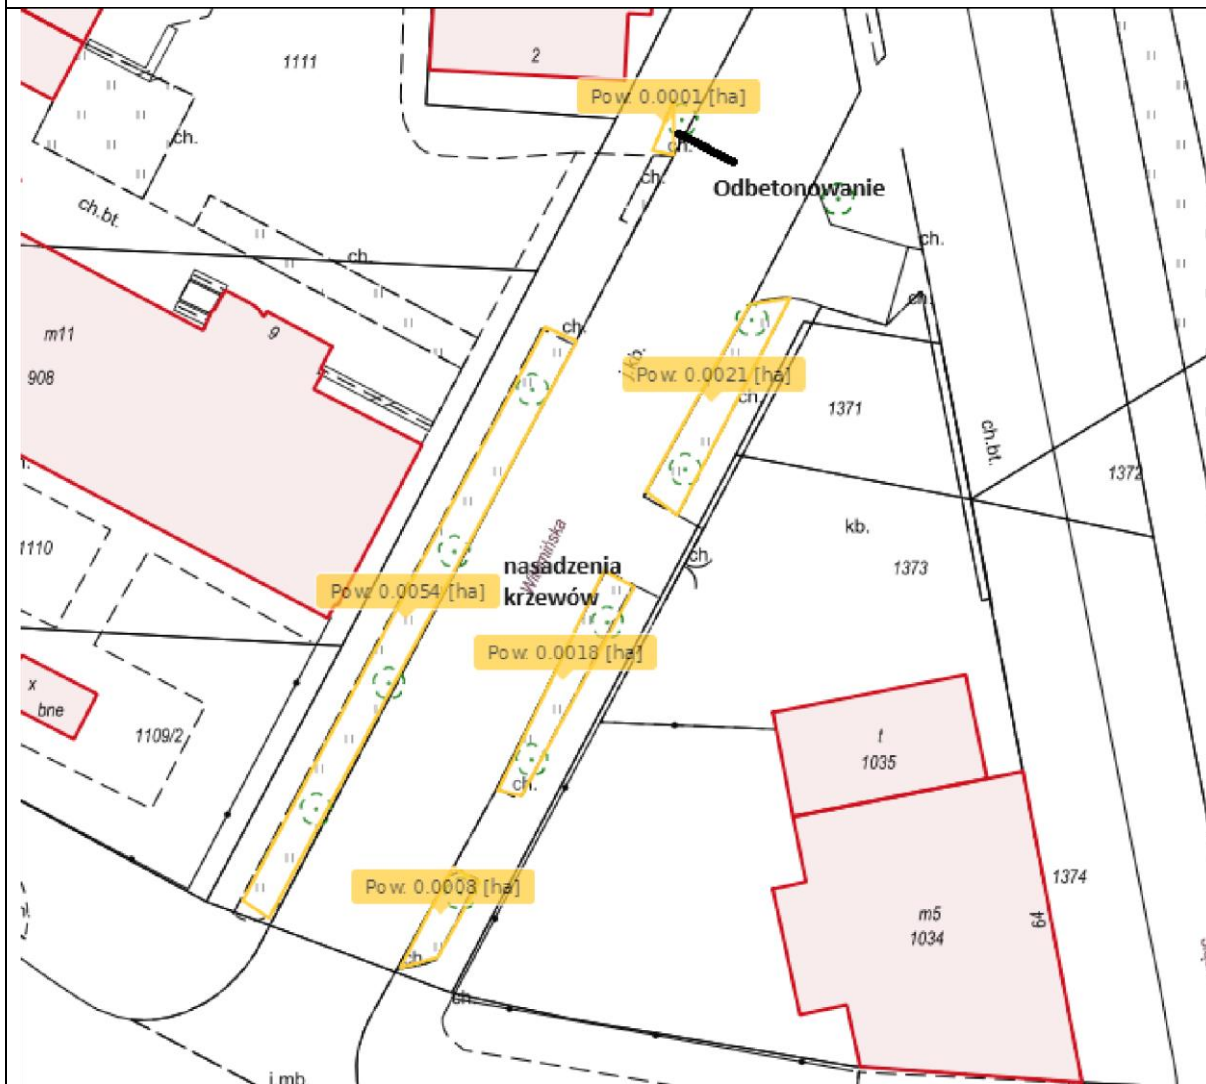 1111
2
Pow. 0.0001 [ha]
ch.
ch.
ch.
Odbetonowanie
ch.bt.
ch.
ch.
ch.
m11
9
ch.
908
Pow. 0.0021 [ha]
ch.
1371
ch.bt.
1372
kb.
1110
nasadzenia
krzewów
ch.
1373
Pow. 0.0054 [ha]
Pow. 0.0018 [ha]
x
bne
1109/2
t
1035
ch.
Pow. 0.0008 [ha]
1374
m5
64
1034
ch.
ch.
j.mb.